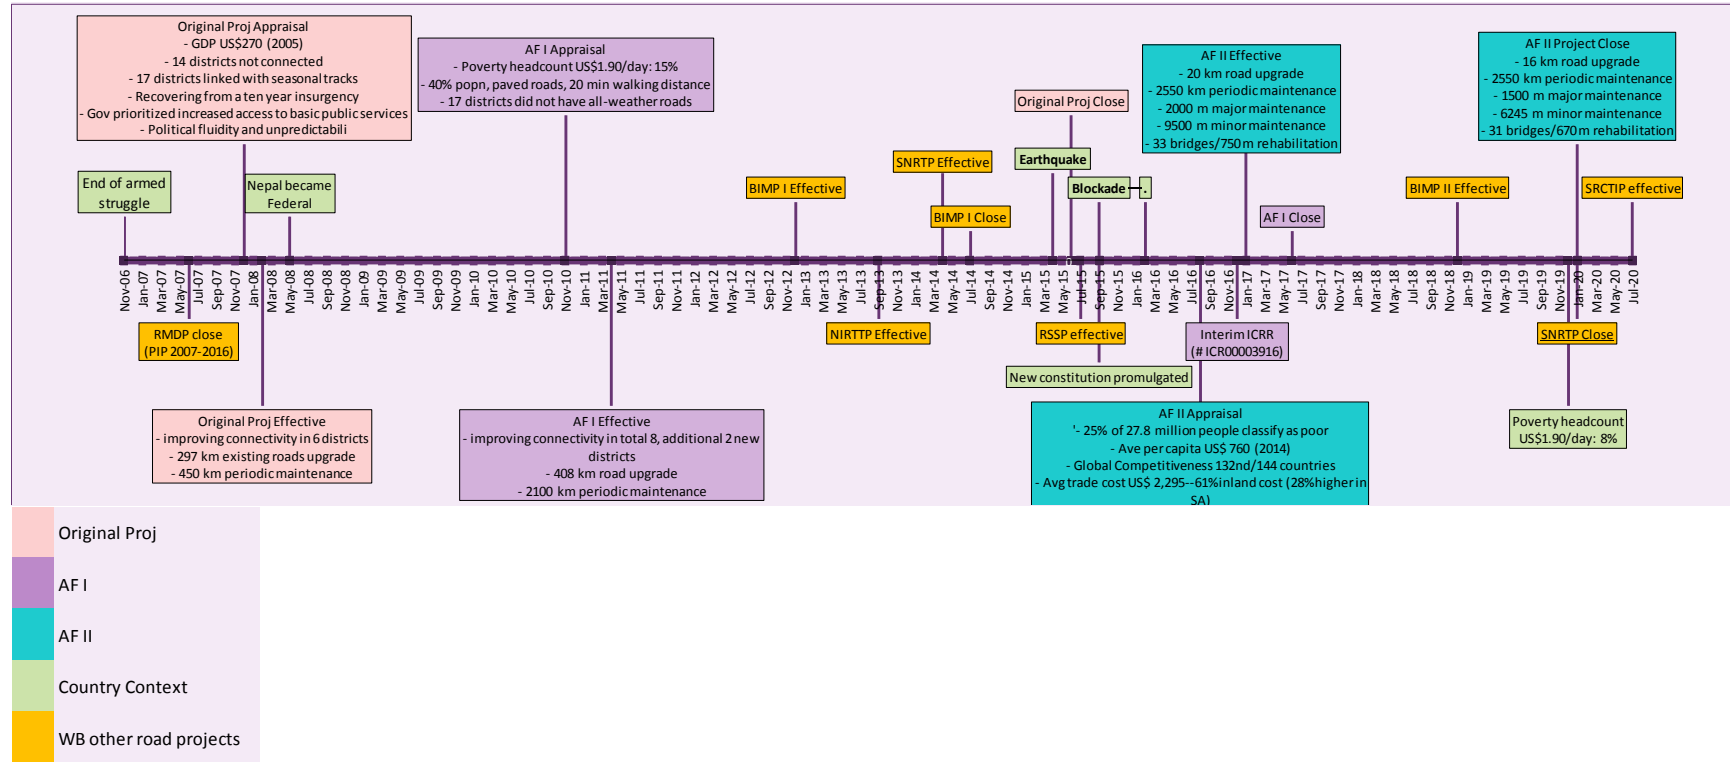 Original Proj Appraisal
- GDP US$270 (2005)
- 14 districts not connected
- 17 districts linked with seasonal tracks
- Recovering from a ten year insurgency
- Gov prioritized increased access to basic public services
- Political fluidity and unpredictabili
AF I Appraisal
- Poverty headcount US$1.90/day: 15%
- 40% popn, paved roads, 20 min walking distance
- 17 districts did not have all-weather roads
Original Proj Close
AF II Effective
- 20 km road upgrade
- 2550 km periodic maintenance
- 2000 m major maintenance
- 9500 m minor maintenance
- 33 bridges/750 m rehabilitation
AF II Project Close
- 16 km road upgrade
- 2550 km periodic maintenance
- 1500 m major maintenance
- 6245 m minor maintenance
- 31 bridges/670 m rehabilitation
End of armed
struggle
Nepal became
Federal
BIMP I Effective
SNRTP Effective
BIMP I Close
Earthquake
Blockade
.
AF I Close
BIMP II Effective
SRCTIP effective
Nov-06
Jan-07
Mar-07
May-07
Jul-07
Sep-07
Nov-07
Jan-08
Mar-08
May-08
Jul-08
Sep-08
Nov-08
Jan-09
Mar-09
May-09
Jul-09
Sep-09
Nov-09
Jan-10
Mar-10
May-10
Jul-10
Sep-10
Nov-10
Jan-11
Mar-11
May-11
Jul-11
Sep-11
Nov-11
Jan-12
Mar-12
May-12
Jul-12
Sep-12
Nov-12
Jan-13
Mar-13
May-13
Jul-13
Sep-13
Nov-13
Jan-14
Mar-14
May-14
Jul-14
Sep-14
Nov-14
Jan-15
Mar-15
May-15
Jul-15
Sep-15
Nov-15
Jan-16
Mar-16
May-16
Jul-16
Sep-16
Nov-16
Jan-17
Mar-17
May-17
Jul-17
Sep-17
Nov-17
Jan-18
Mar-18
May-18
Jul-18
Sep-18
Nov-18
Jan-19
Mar-19
May-19
Jul-19
Sep-19
Nov-19
Jan-20
Mar-20
May-20
Jul-20
RMDP close
(PIP 2007-2016)
NIRTTP Effective
RSSP effective
Interim ICRR
(# ICR00003916)
SNRTP Close
New constitution promulgated
Original Proj Effective
- improving connectivity in 6 districts
- 297 km existing roads upgrade
- 450 km periodic maintenance
AF I Effective
- improving connectivity in total 8, additional 2 new
districts
- 408 km road upgrade
- 2100 km periodic maintenance
AF II Appraisal
'- 25% of 27.8 million people classify as poor
- Ave per capita US$ 760 (2014)
- Global Competitiveness 132nd/144 countries
- Avg trade cost US$ 2,295--61%inland cost (28%higher in
SA)
Poverty headcount
US$1.90/day: 8%
Original Proj
AF I
AF II
Country Context
WB other road projects